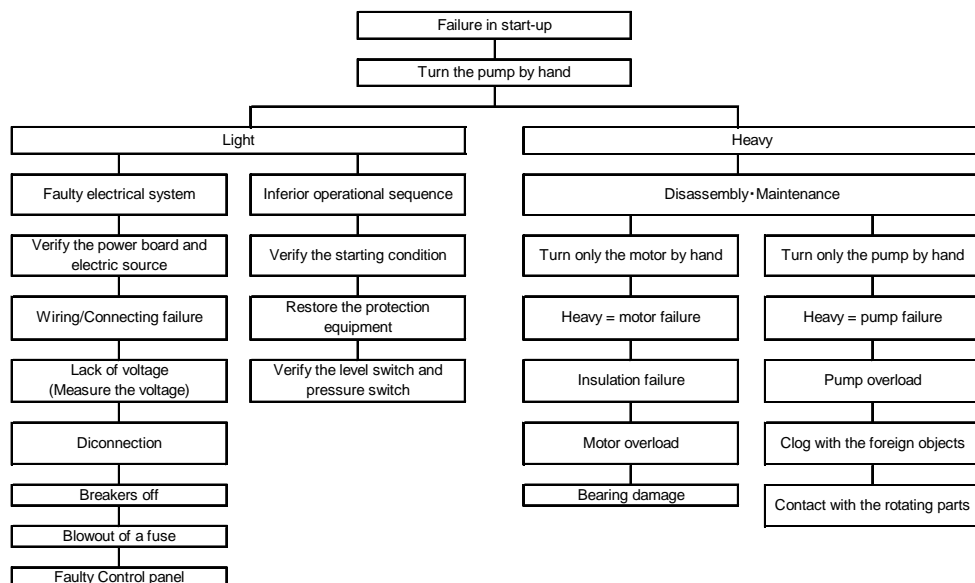 Failure in start-up
Turn the pump by hand
Light
Heavy
Faulty electrical system
Inferior operational sequence
Disassembly・Maintenance
Verify the power board and
electric source
Verify the starting condition
Turn only the motor by hand
Turn only the pump by hand
Wiring/Connecting failure
Restore the protection
equipment
Heavy = motor failure
Heavy = pump failure
Lack of voltage
(Measure the voltage)
Verify the level switch and
pressure switch
Insulation failure
Pump overload
Diconnection
Motor overload
Clog with the foreign objects
Breakers off
Bearing damage
Contact with the rotating parts
Blowout of a fuse
Faulty Control panel